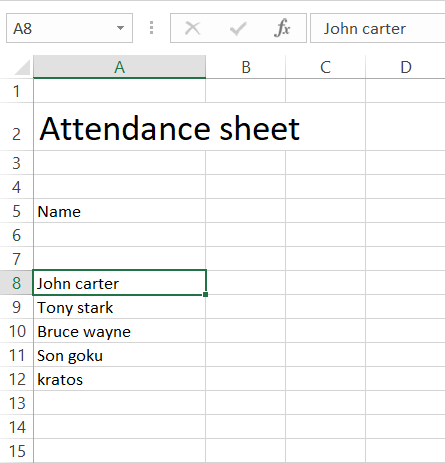 A8 fx John carter
A B C D
1
2 Attendance sheet
3
4
5 Name
6
7
8 John carter
9 Tony stark
10 Bruce wayne
11 Son goku
12 kratos
13
14
15